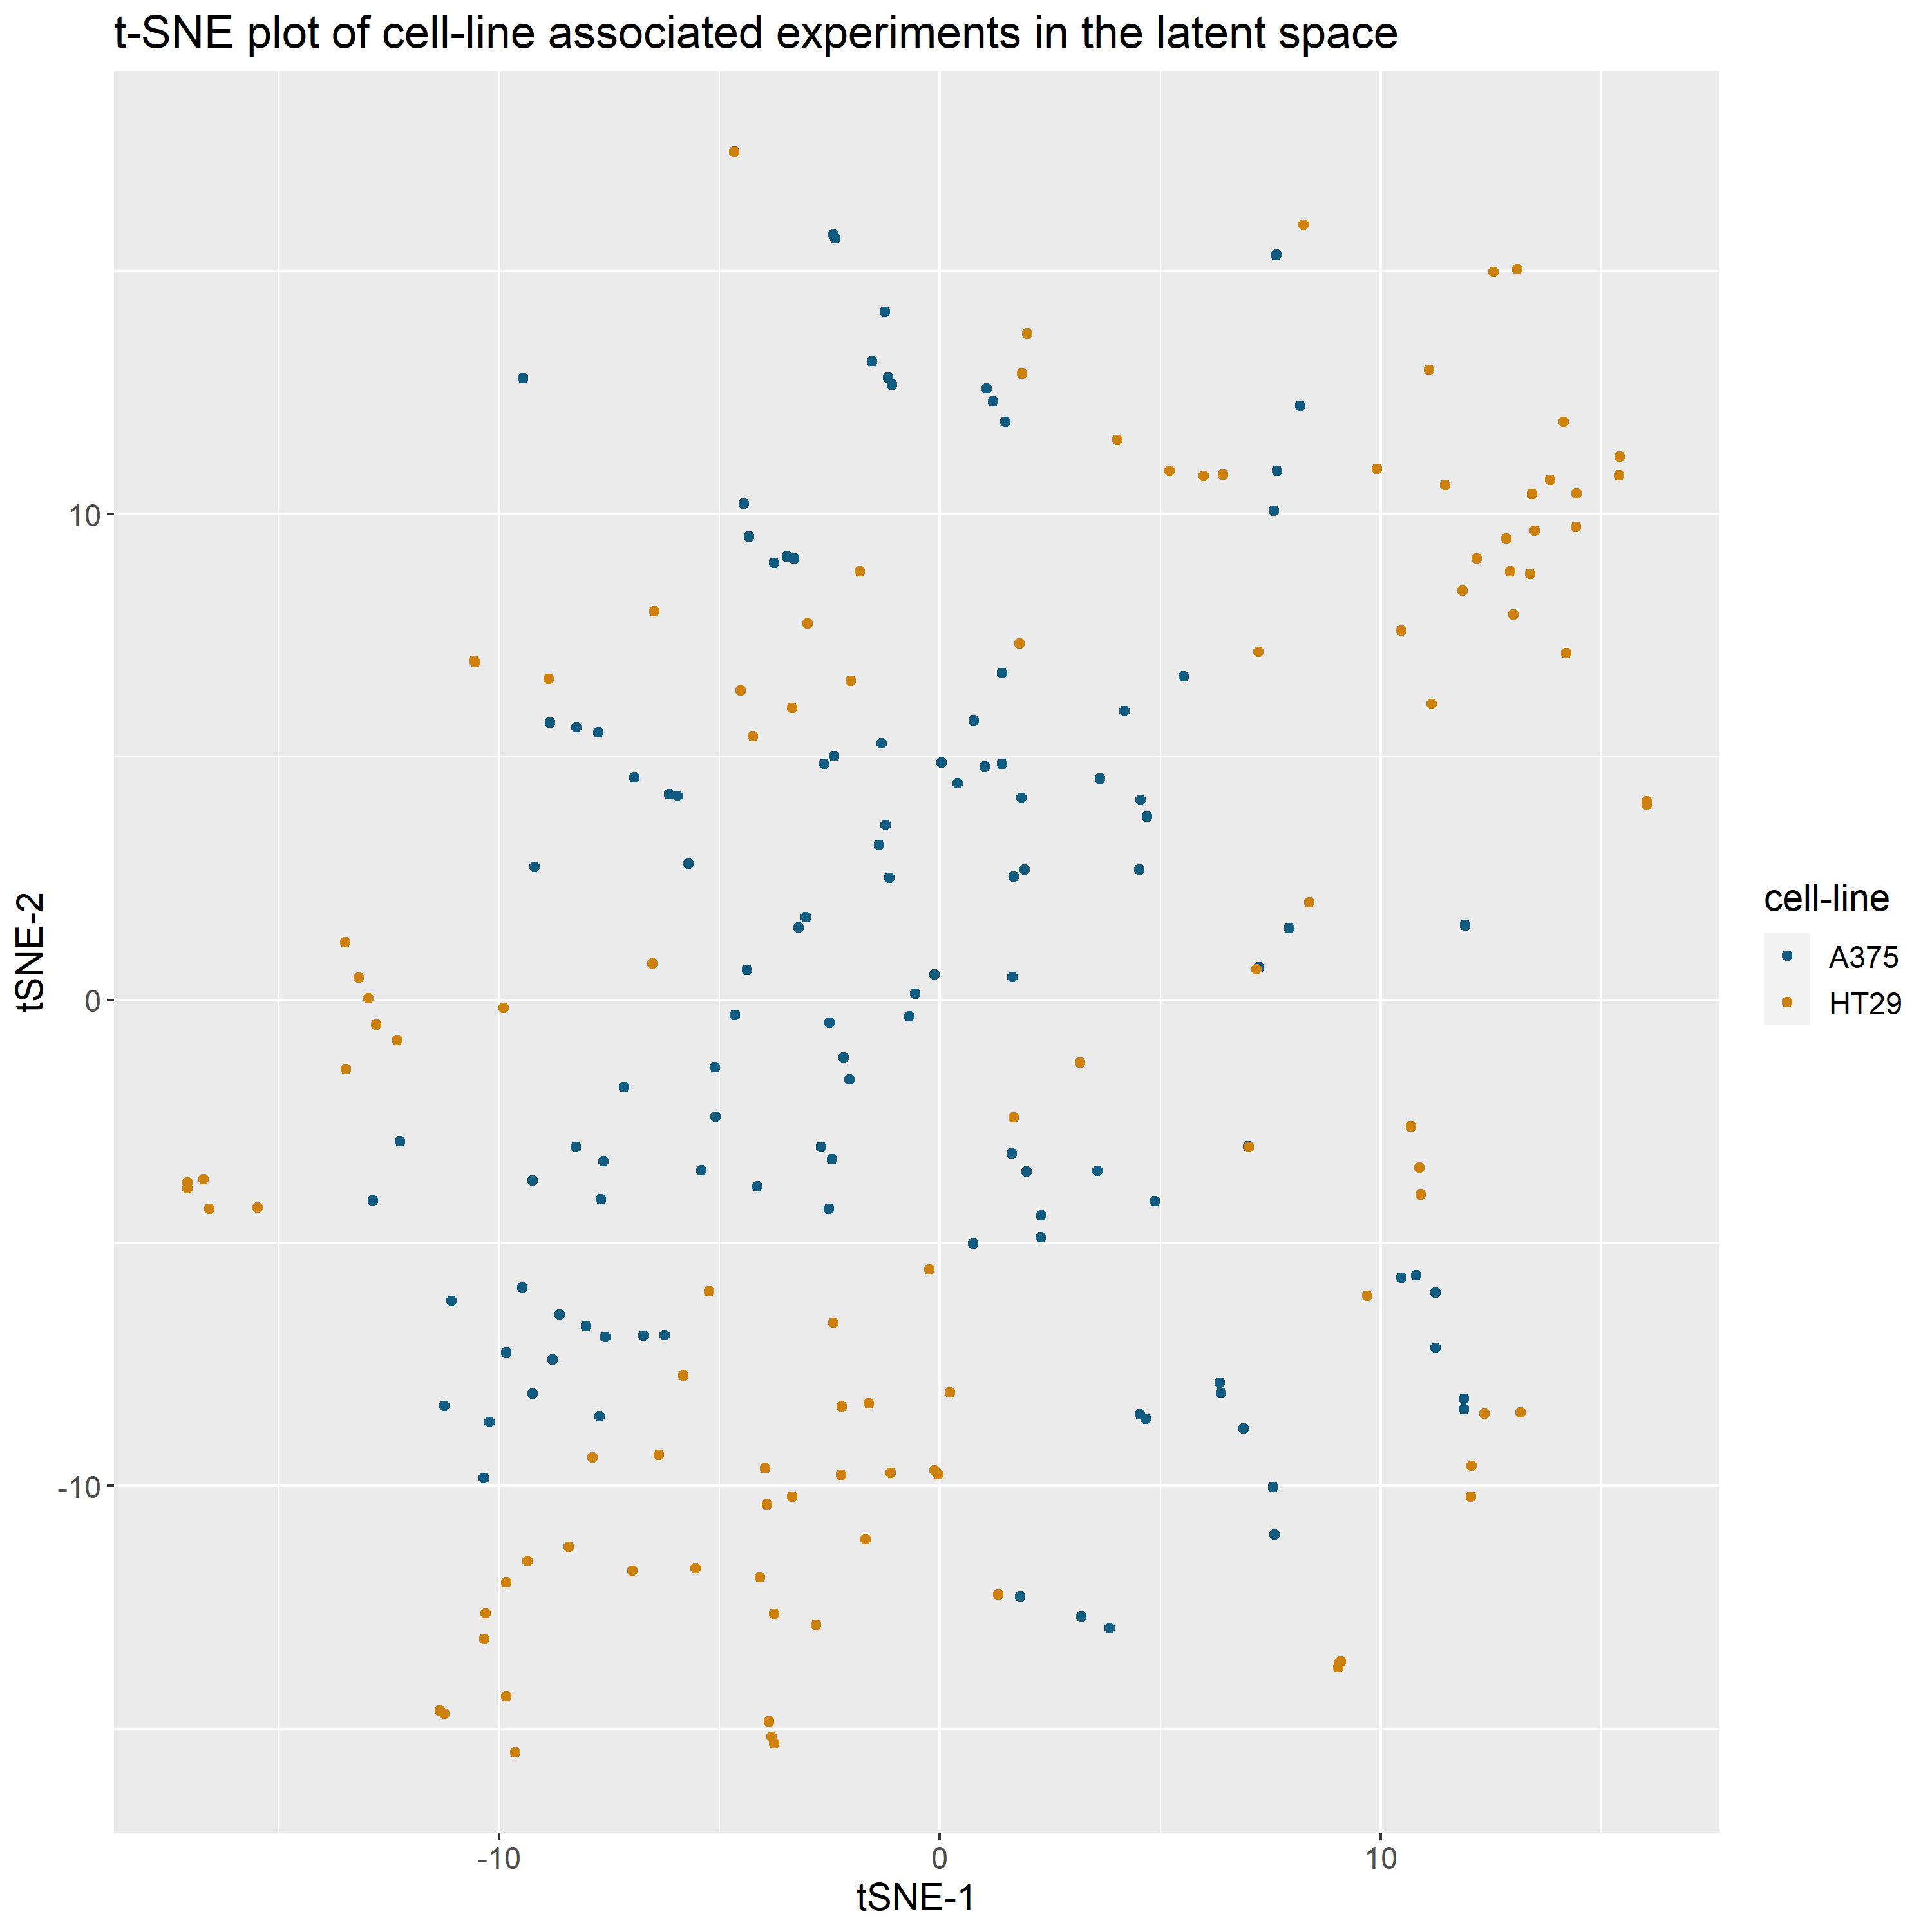 t-SNE plot of cell-line associated experiments in the latent space
tSNE-2
10
0
-10
-10
0
10
tSNE-1
cell-line
A375
HT29